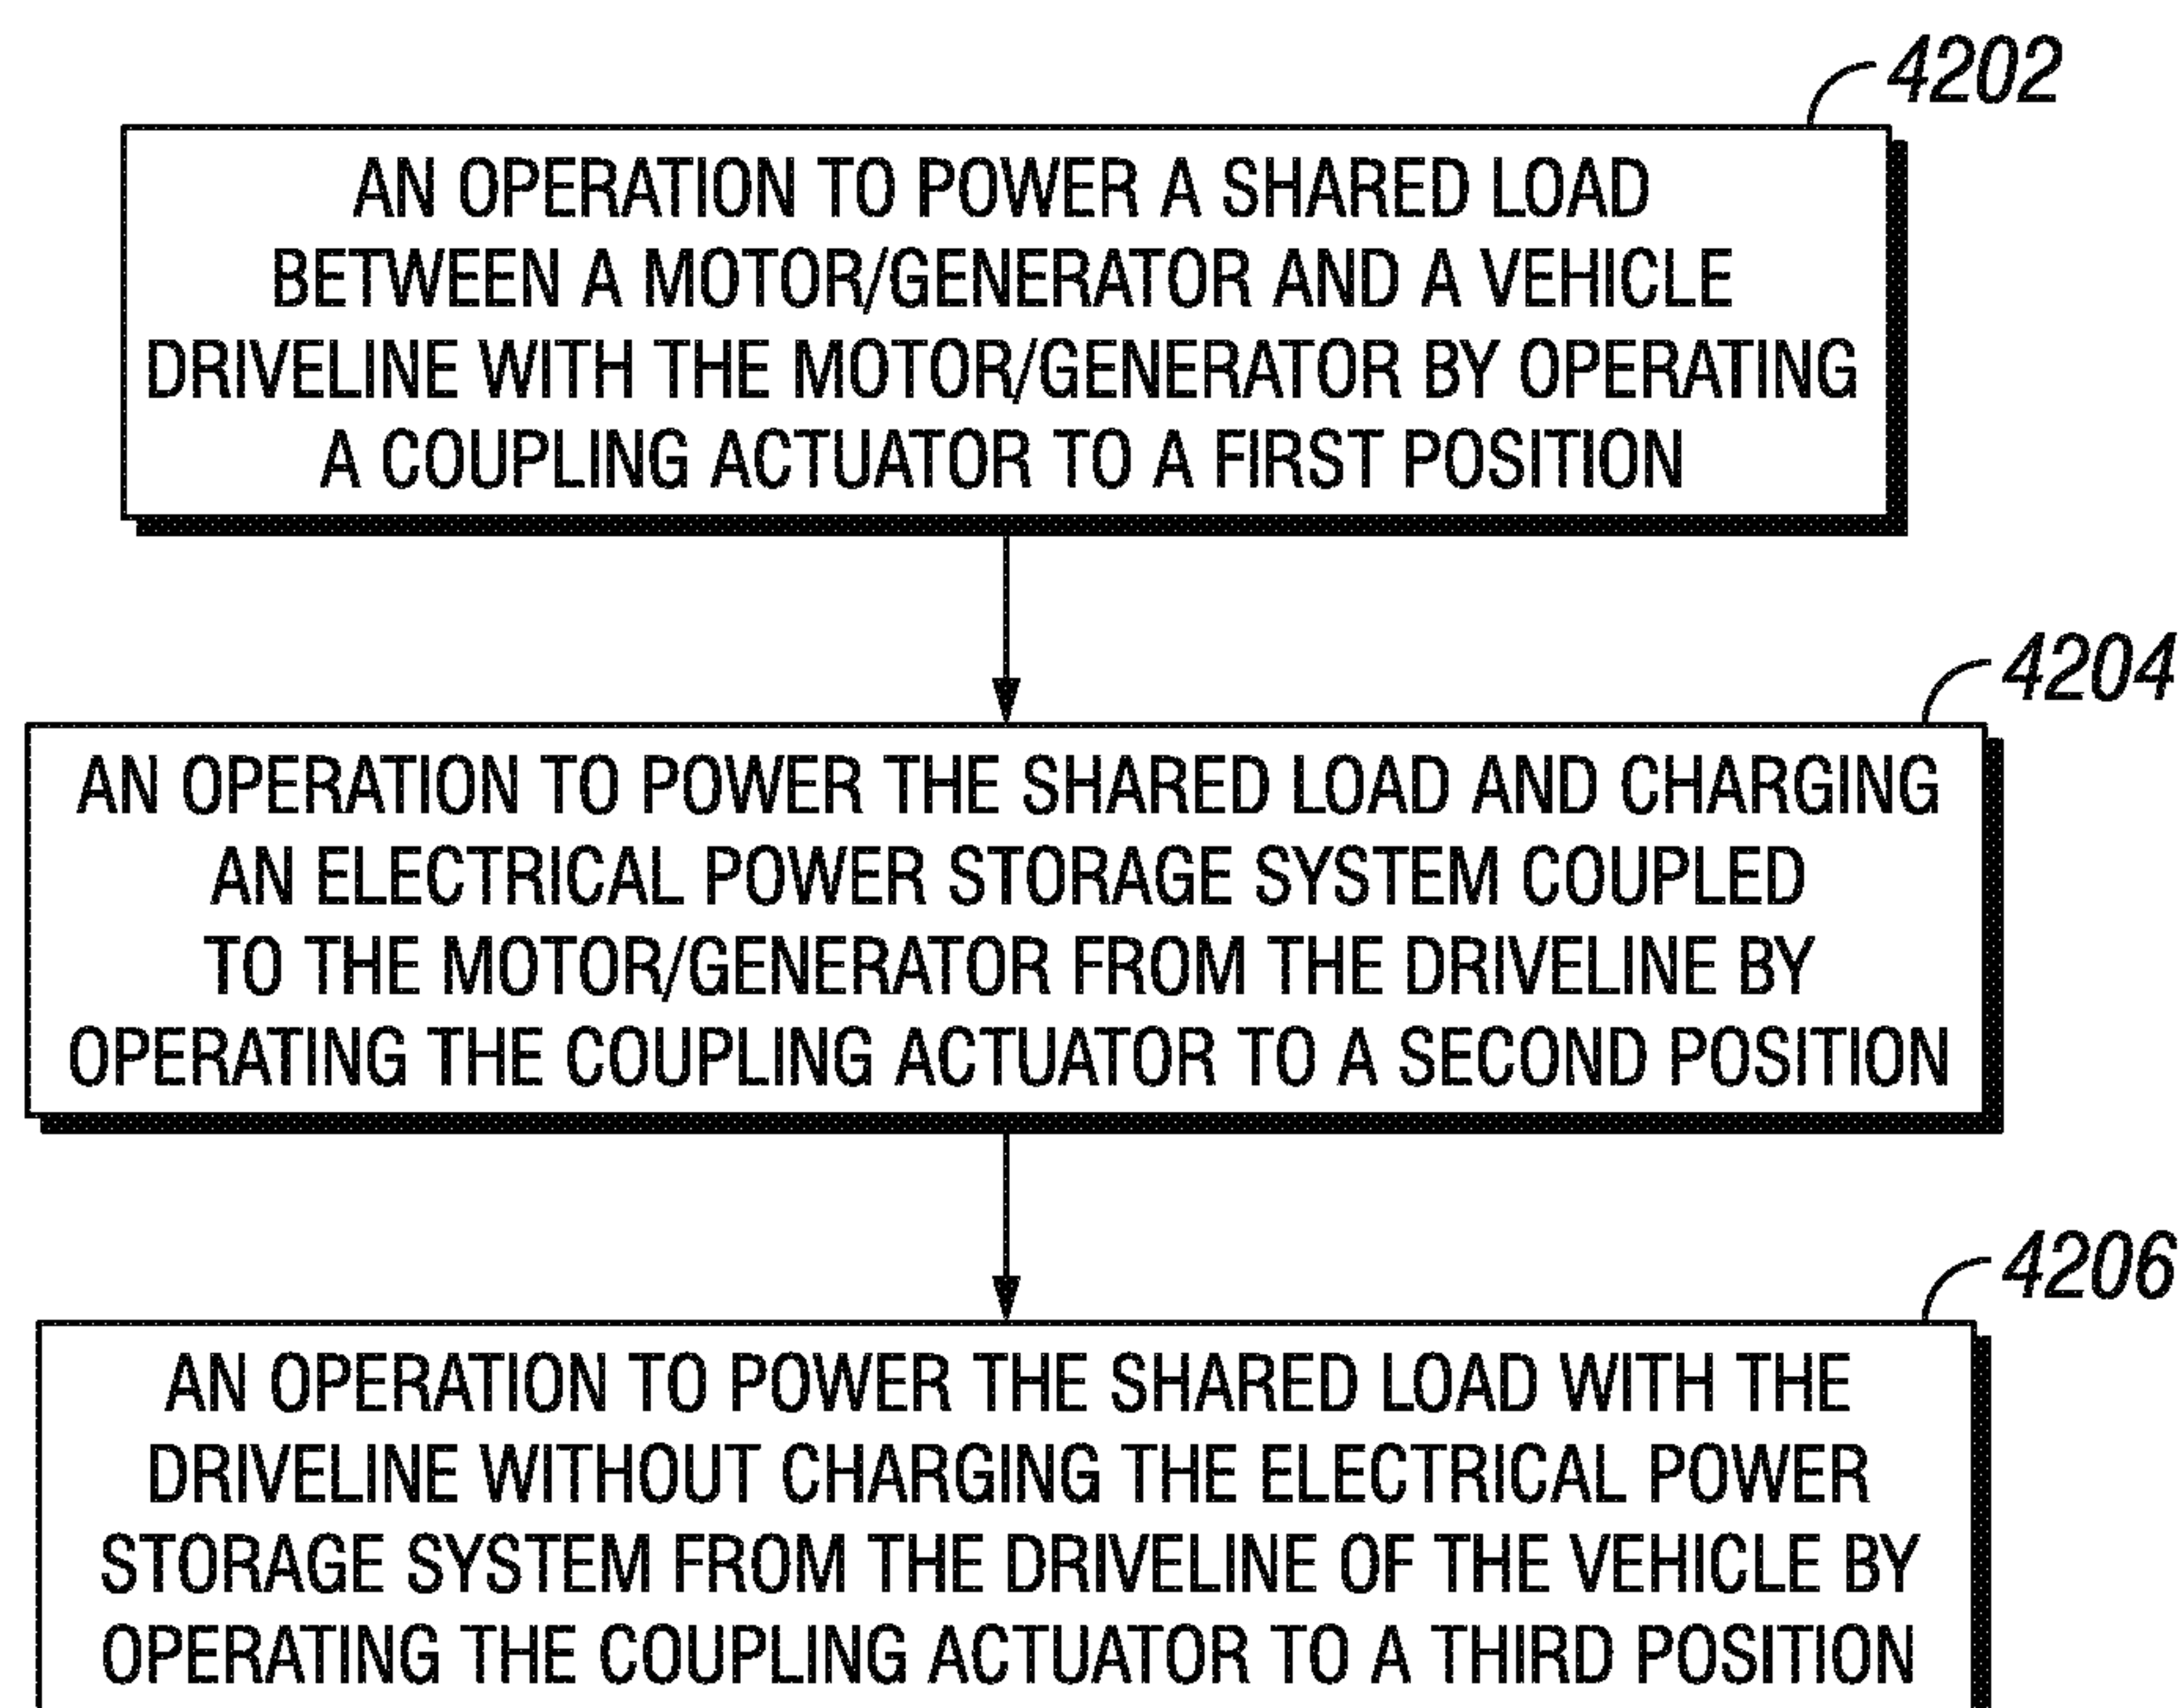 4202
AN OPERATION TO POWER A SHARED LOAD
BETWEEN A MOTOR/GENERATOR AND A VEHICLE
DRIVELINE WITH THE MOTOR/GENERATOR BY OPERATING
A COUPLING ACTUATOR TO A FIRST POSITION
4204
AN OPERATION TO POWER THE SHARED LOAD AND CHARGING
AN ELECTRICAL POWER STORAGE SYSTEM COUPLED
TO THE MOTOR/GENERATOR FROM THE DRIVELINE BY
OPERATING THE COUPLING ACTUATOR TO A SECOND POSITION
4206
AN OPERATION TO POWER THE SHARED LOAD WITH THE
DRIVELINE WITHOUT CHARGING THE ELECTRICAL POWER
STORAGE SYSTEM FROM THE DRIVELINE OF THE VEHICLE BY
OPERATING THE COUPLING ACTUATOR TO A THIRD POSITION